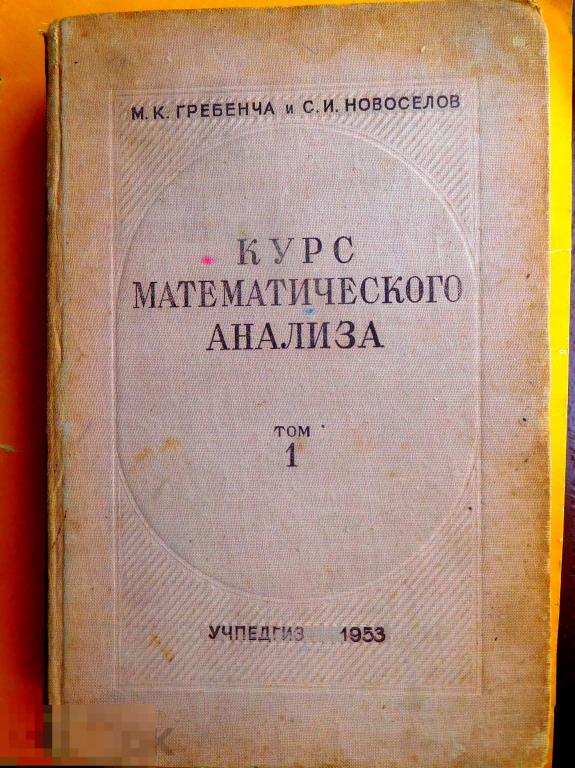 М. К. ГРЕБЕНЧА и С. И. НОВОСЕЛОВ
КУРС
МАТЕМАТИЧЕСКОГО
АНАЛИЗА
ТОМ
1
УЧПЕДГИЗ 1953